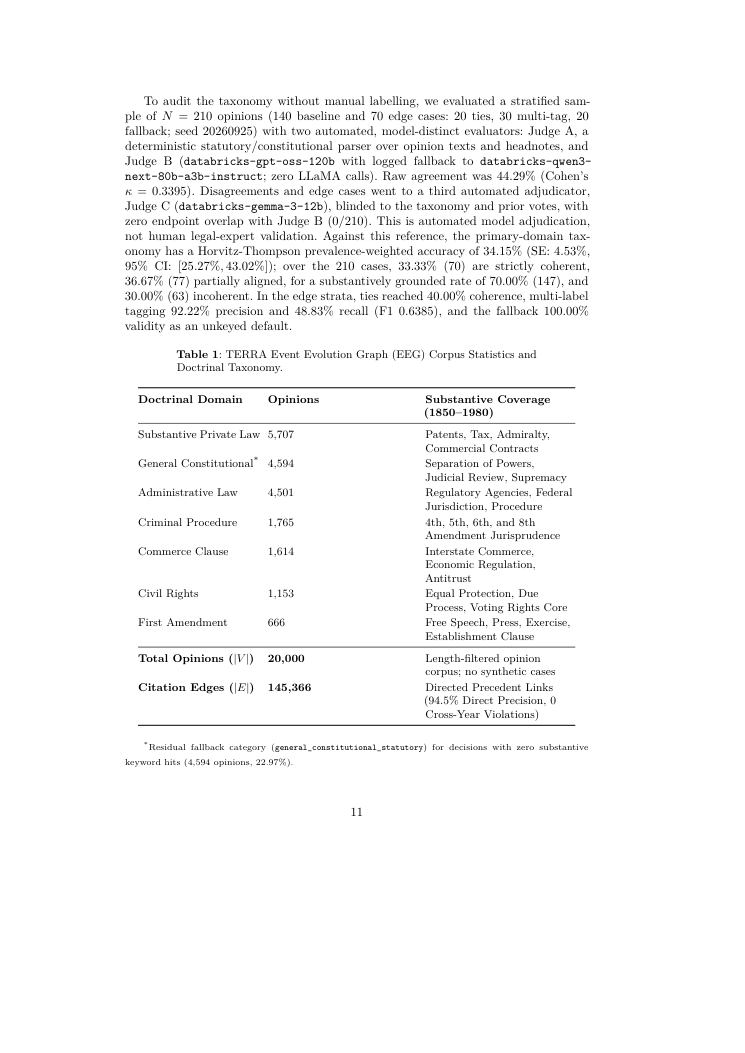 To audit the taxonomy without manual labelling, we evaluated a stratified sam-
ple of N = 210 opinions (140 baseline and 70 edge cases: 20 ties, 30 multi-tag, 20
fallback; seed 20260925) with two automated, model-distinct evaluators: Judge A, a
deterministic statutory/constitutional parser over opinion texts and headnotes, and
Judge B (databricks-gpt-oss-120b with logged fallback to databricks-qwen3-
next-80b-a3b-instruct; zero LLaMA calls). Raw agreement was 44.29% (Cohen's
κ = 0.3395). Disagreements and edge cases went to a third automated adjudicator,
Judge C (databricks-gemma-3-12b), blinded to the taxonomy and prior votes, with
zero endpoint overlap with Judge B (0/210). This is automated model adjudication,
not human legal-expert validation. Against this reference, the primary-domain tax-
onomy has a Horvitz-Thompson prevalence-weighted accuracy of 34.15% (SE: 4.53%,
95% CI: [25.27%, 43.02%]); over the 210 cases, 33.33% (70) are strictly coherent,
36.67% (77) partially aligned, for a substantively grounded rate of 70.00% (147), and
30.00% (63) incoherent. In the edge strata, ties reached 40.00% coherence, multi-label
tagging 92.22% precision and 48.83% recall (F1 0.6385), and the fallback 100.00%
validity as an unkeyed default.
Table 1: TERRA Event Evolution Graph (EEG) Corpus Statistics and
Doctrinal Taxonomy.
Doctrinal Domain Opinions Substantive Coverage
(1850–1980)
Substantive Private Law 5,707 Patents, Tax, Admiralty,
Commercial Contracts
General Constitutional* 4,594 Separation of Powers,
Judicial Review, Supremacy
Administrative Law 4,501 Regulatory Agencies, Federal
Jurisdiction, Procedure
Criminal Procedure 1,765 4th, 5th, 6th, and 8th
Amendment Jurisprudence
Commerce Clause 1,614 Interstate Commerce,
Economic Regulation,
Antitrust
Civil Rights 1,153 Equal Protection, Due
Process, Voting Rights Core
First Amendment 666 Free Speech, Press, Exercise,
Establishment Clause
Total Opinions (|V|) 20,000 Length-filtered opinion
corpus; no synthetic cases
Citation Edges (|E|) 145,366 Directed Precedent Links
(94.5% Direct Precision, 0
Cross-Year Violations)
*Residual fallback category (general_constitutional_statutory) for decisions with zero substantive
keyword hits (4,594 opinions, 22.97%).
11